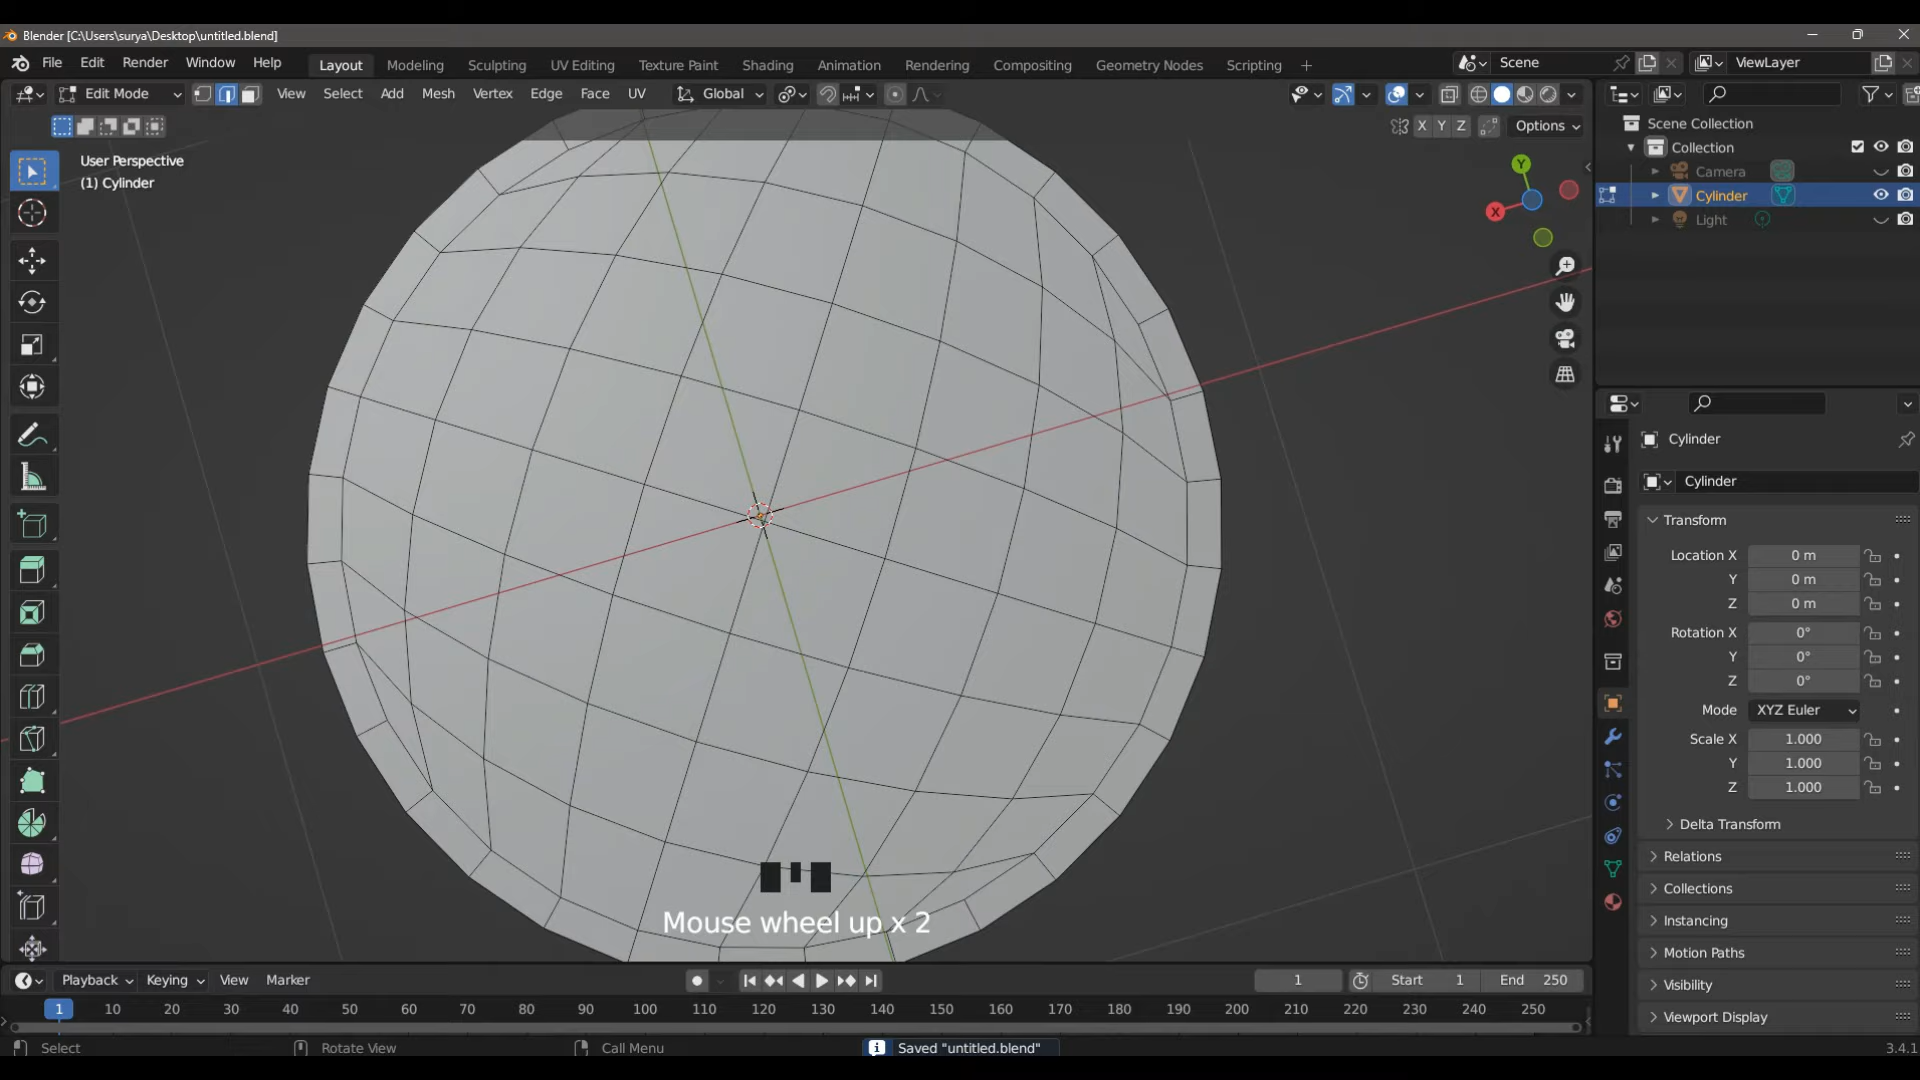 Blender [C:\Users\surya\Desktop\untitled.blend]
File Edit Render Window Help Layout Modeling Sculpting UV Editing Texture Paint Shading Animation Rendering Compositing Geometry Nodes Scripting + Scene ViewLayer
Edit Mode View Select Add Mesh Vertex Edge Face UV Global
X Y Z Options
User Perspective
(1) Cylinder
Y
X
Scene Collection
Collection
Camera
Cylinder
Light
Cylinder
Cylinder
Transform
Location X 0 m
Y 0 m
Z 0 m
Rotation X 0°
Y 0°
Z 0°
Mode XYZ Euler
Scale X 1.000
Y 1.000
Z 1.000
Delta Transform
Relations
Collections
Instancing
Motion Paths
Visibility
Viewport Display
Mouse wheel up x 2
Playback Keying View Marker 1 Start 1 End 250
1 10 20 30 40 50 60 70 80 90 100 110 120 130 140 150 160 170 180 190 200 210 220 230 240 250
Select Rotate View Call Menu Saved "untitled.blend" 3.4.1